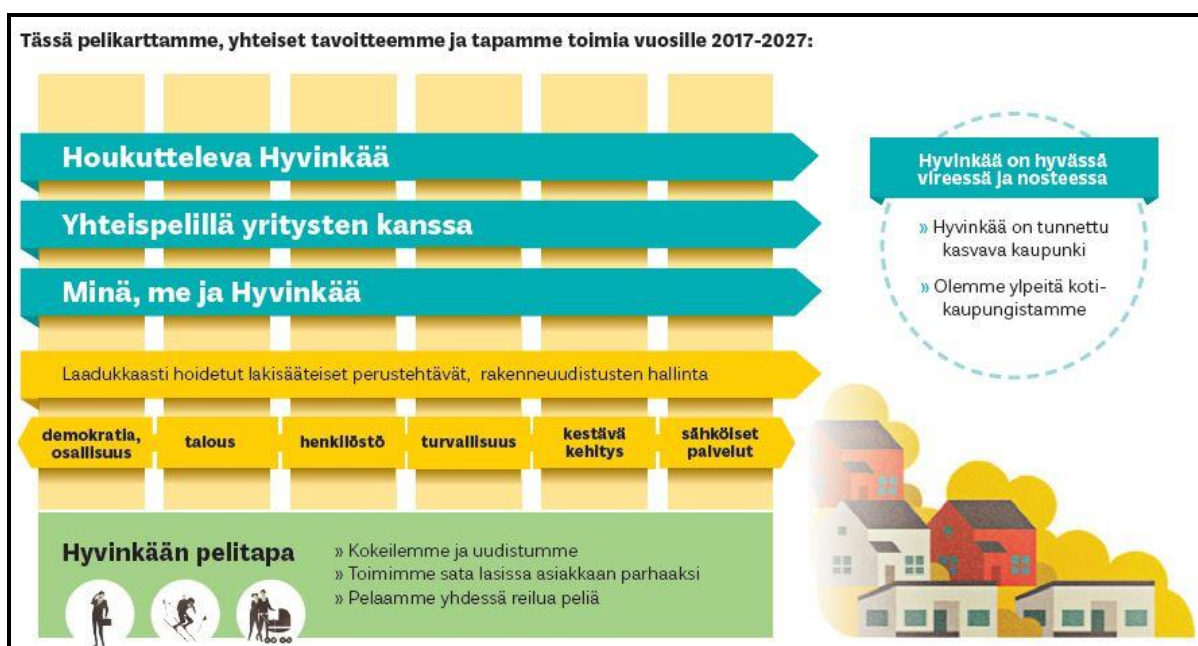 Tässä pelikarttamme, yhteiset tavoitteemme ja tapamme toimia vuosille 2017-2027:
Houkutteleva Hyvinkää
Yhteispelillä yritysten kanssa
Minä, me ja Hyvinkää
Laadukkaasti hoidetut lakisääteiset perustehtävät, rakenneuudistusten hallinta
demokratia,
osallisuus
talous
henkilöstö
turvallisuus
kestävä
kehitys
sähköiset
palvelut
Hyvinkään pelitapa
» Kokeilemme ja uudistumme
» Toimimme sata lasissa asiakkaan parhaaksi
» Pelaamme yhdessä reilua peliä
Hyvinkää on hyvässä
vireessä ja nosteessa
» Hyvinkää on tunnettu
kasvava kaupunki
» Olemme ylpeitä koti-
kaupungistamme